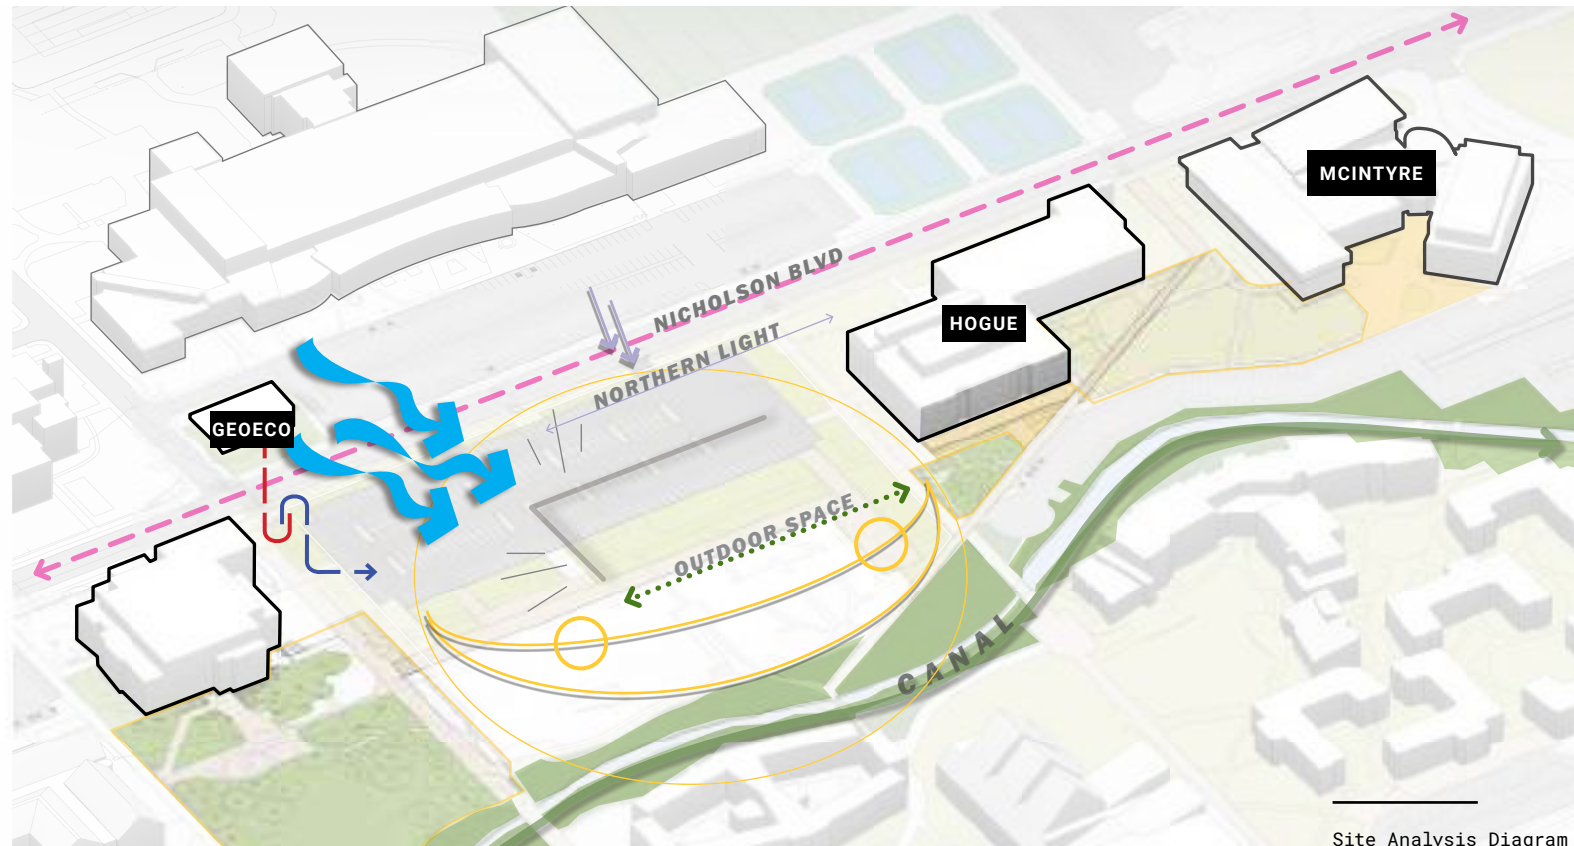 MCINTYRE
NICHOLSON BLVD
HOGUE
NORTHERN LIGHT
GEOECO
OUTDOOR SPACE
CANAL
Site Analysis Diagram